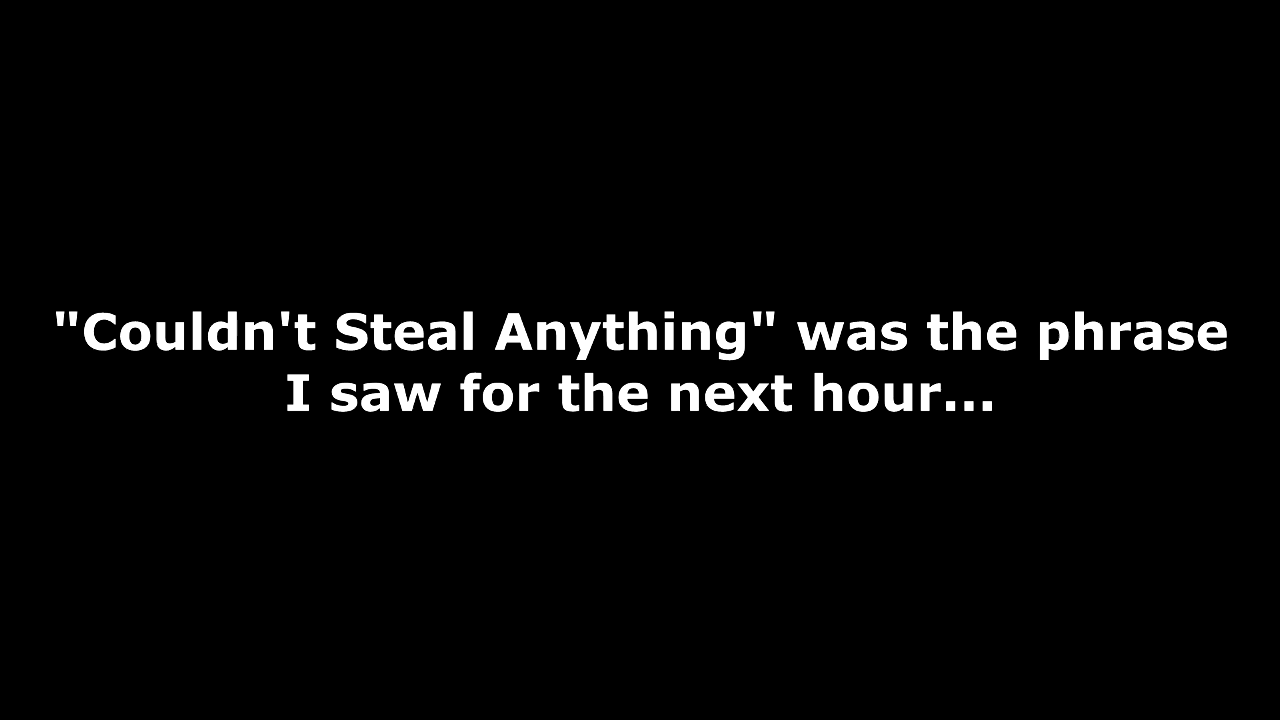 "Couldn't Steal Anything" was the phrase
I saw for the next hour...